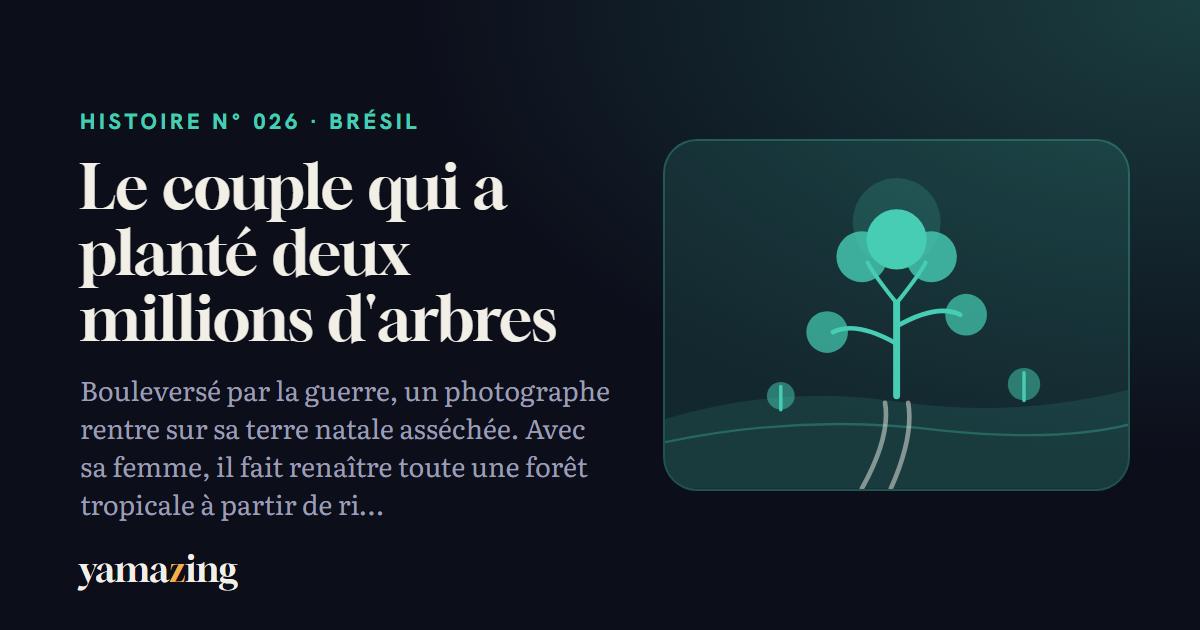 HISTOIRE N° 026 · BRÉSIL
Le couple qui a
planté deux
millions d'arbres
Bouleversé par la guerre, un photographe
rentre sur sa terre natale asséchée. Avec
sa femme, il fait renaître toute une forêt
tropicale à partir de ri…
yamazing